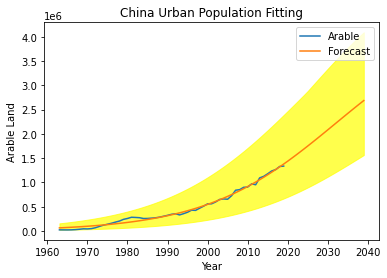 China Urban Population Fitting
1e6
Arable
Forecast
4.0
3.5
3.0
2.5
2.0
1.5
1.0
0.5
0.0
Arable Land
1960 1970 1980 1990 2000 2010 2020 2030 2040
Year